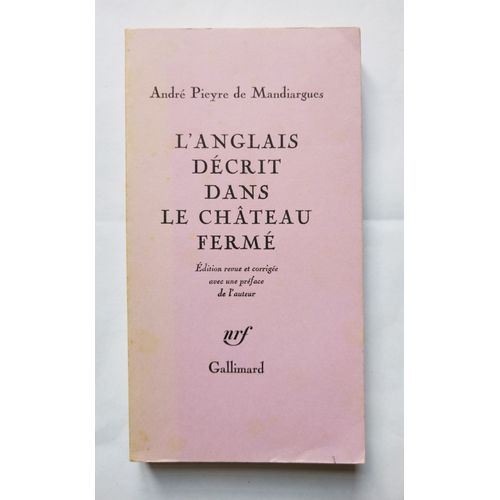 André Pieyre de Mandiargues
L'ANGLAIS
DÉCRIT
DANS
LE CHÂTEAU
FERMÉ
Édition revue et corrigée
avec une préface
de l'auteur
nrf
Gallimard